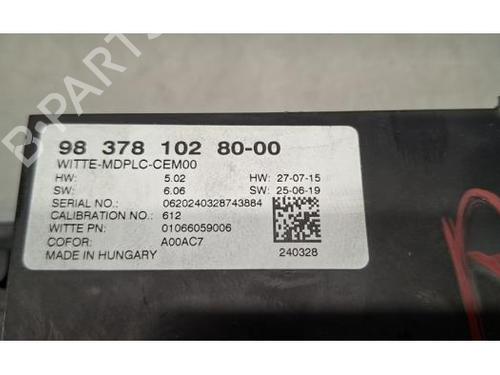 98 378 102 80-00
WITTE-MDPLC-CEM00
HW: 5.02 HW: 27-07-15
SW: 6.06 SW: 25-06-19
SERIAL NO.: 0620240328743884
CALIBRATION NO.: 612
WITTE PN: 01066059006
COFOR: A00AC7
MADE IN HUNGARY 240328
B-PARTS